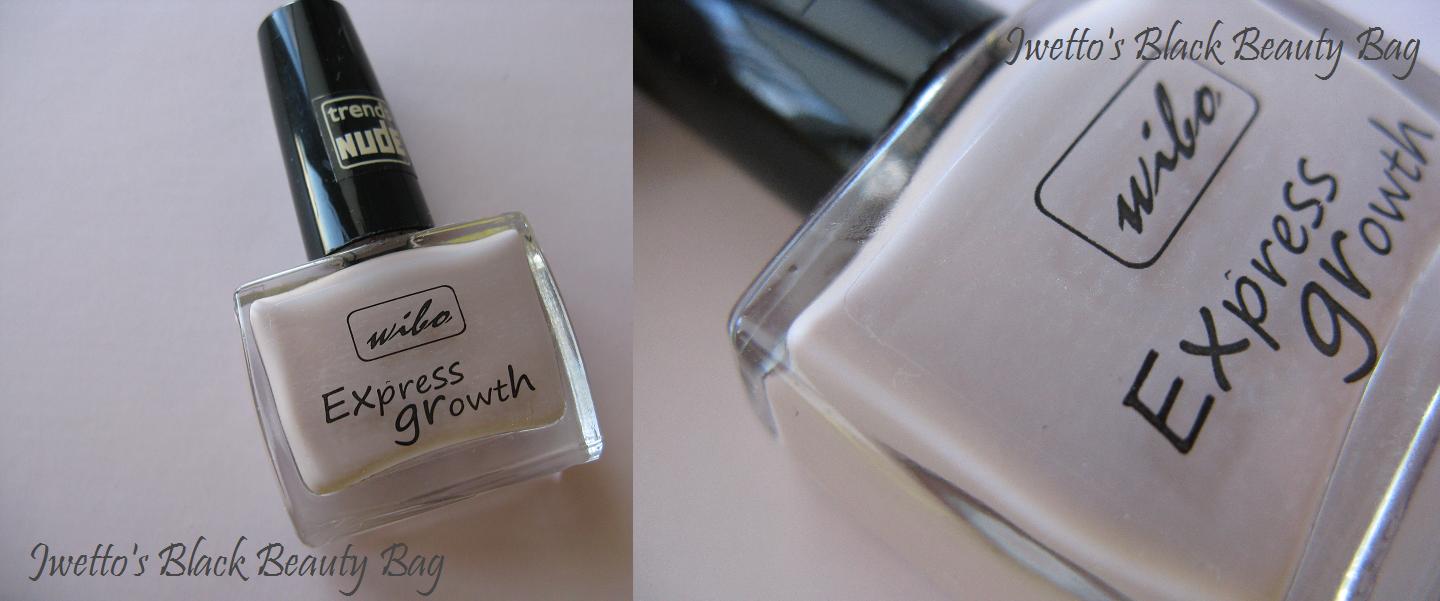 trend
NUDE
wibo
Express
growth
Jwetto's Black Beauty Bag
Jwetto's Black Beauty Bag
wibo
Express
growth